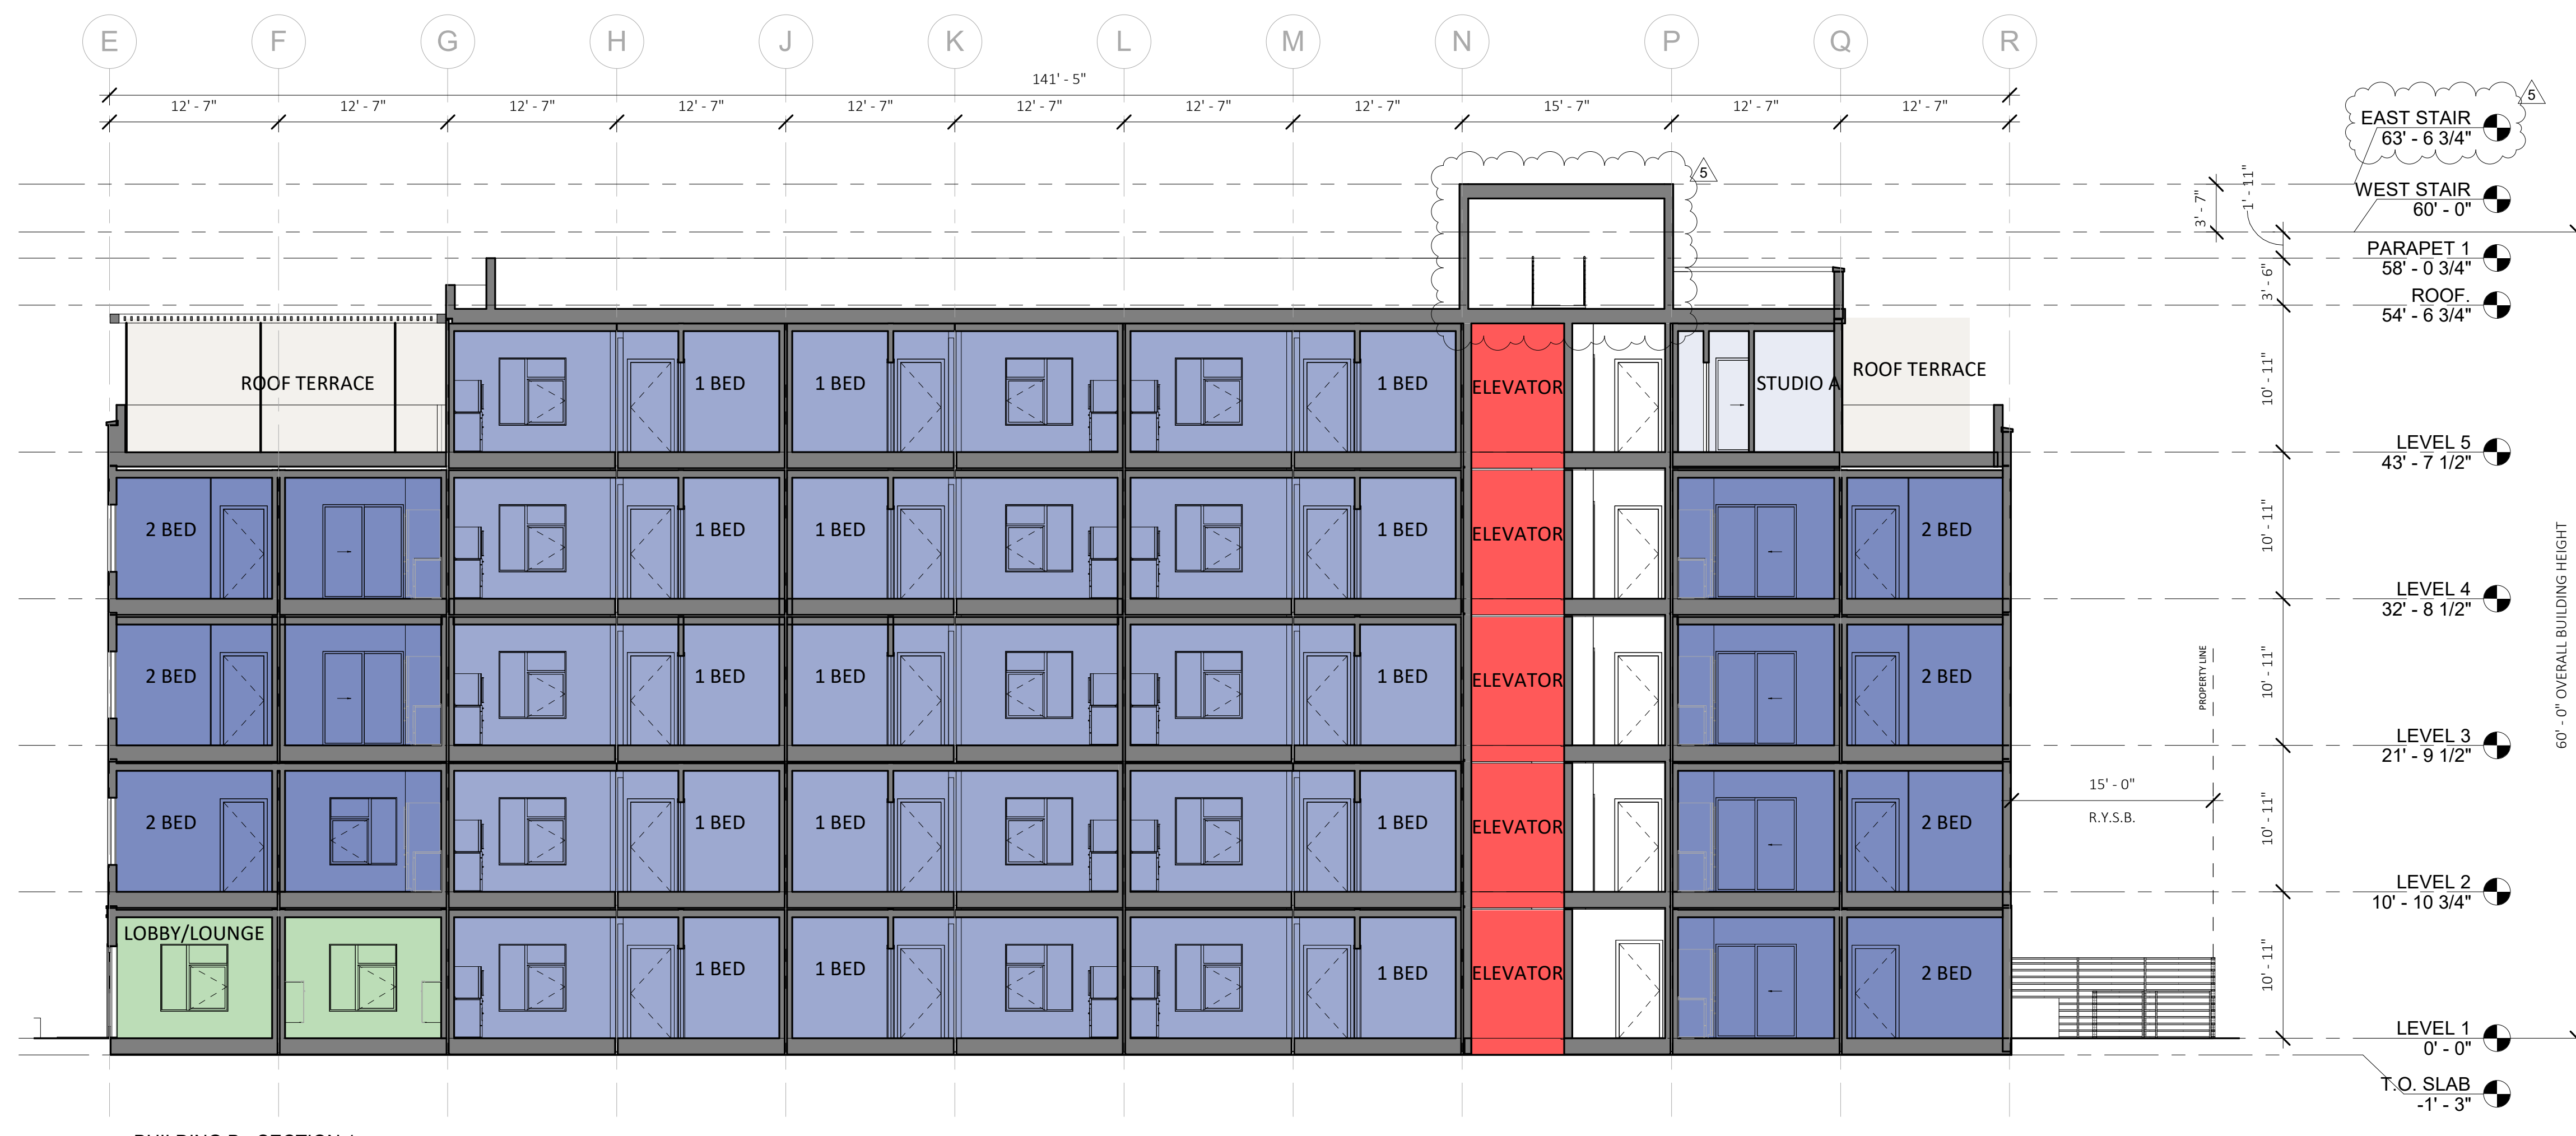 E F G H J K L M N P Q R
141' - 5"
12' - 7" 12' - 7" 12' - 7" 12' - 7" 12' - 7" 12' - 7" 12' - 7" 12' - 7" 15' - 7" 12' - 7" 12' - 7"
5
EAST STAIR
63' - 6 3/4"
5
WEST STAIR
60' - 0"
3' - 7"
1' - 11"
PARAPET 1
58' - 0 3/4"
3' - 6"
ROOF.
54' - 6 3/4"
ROOF TERRACE 1 BED 1 BED 1 BED ELEVATOR STUDIO A ROOF TERRACE
10' - 11"
LEVEL 5
43' - 7 1/2"
2 BED 1 BED 1 BED 1 BED ELEVATOR 2 BED
10' - 11"
LEVEL 4
32' - 8 1/2"
2 BED 1 BED 1 BED 1 BED ELEVATOR 2 BED
10' - 11"
PROPERTY LINE
60' - 0" OVERALL BUILDING HEIGHT
LEVEL 3
21' - 9 1/2"
15' - 0"
R.Y.S.B.
2 BED 1 BED 1 BED 1 BED ELEVATOR 2 BED
10' - 11"
LEVEL 2
10' - 10 3/4"
LOBBY/LOUNGE 1 BED 1 BED 1 BED ELEVATOR 2 BED
10' - 11"
LEVEL 1
0' - 0"
T.O. SLAB
-1' - 3"